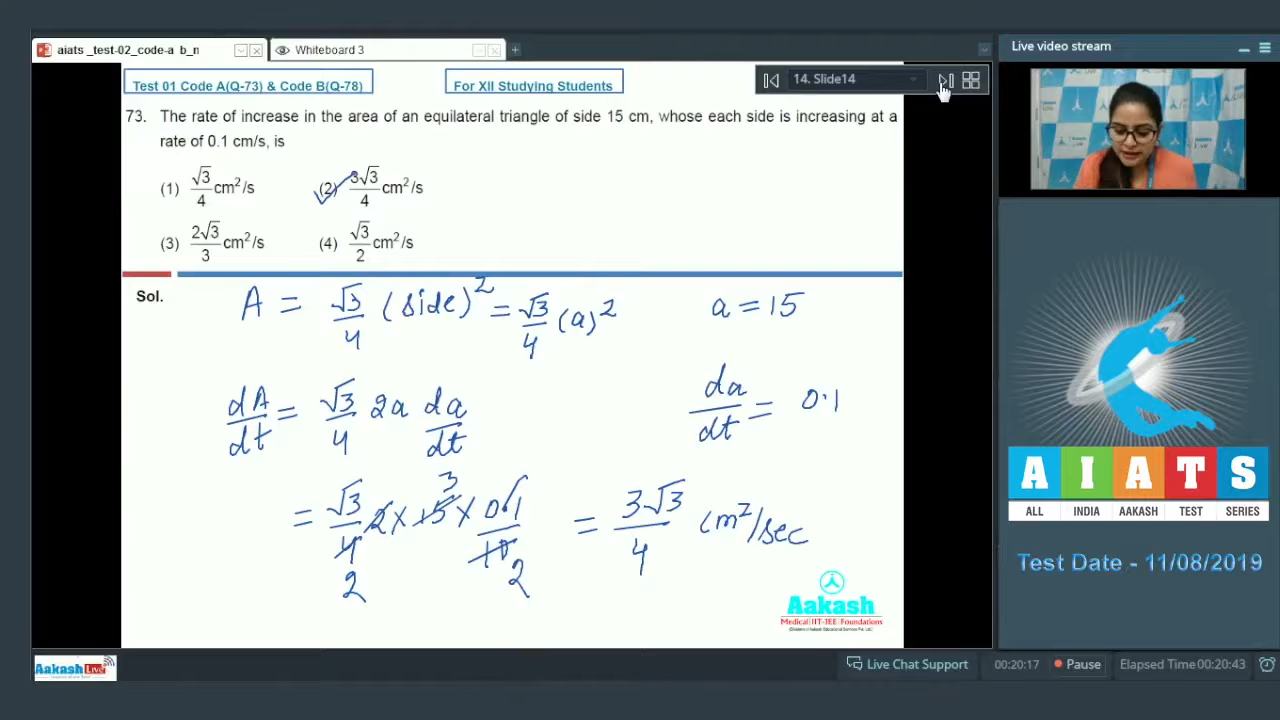 aiats _test-02_code-a b_n
Whiteboard 3
Live video stream
Test 01 Code A(Q-73) & Code B(Q-78)
For XII Studying Students
14. Slide14
73. The rate of increase in the area of an equilateral triangle of side 15 cm, whose each side is increasing at a
rate of 0.1 cm/s, is
(1) √3/4 cm²/s (2) 3√3/4 cm²/s
(3) 2√3/3 cm²/s (4) √3/2 cm²/s
Sol.
A = √3/4 (side)² = √3/4 (a)² a = 15
dA/dt = √3/4 2a da/dt da/dt = 0.1
= √3/4 2 × 15 × 0.1/10 = 3√3/4 cm²/sec
3
2 2
Aakash
Medical|IIT-JEE|Foundations
AIATS
ALL INDIA AAKASH TEST SERIES
Test Date - 11/08/2019
Aakash Live
Live Chat Support
00:20:17
Pause
Elapsed Time 00:20:43